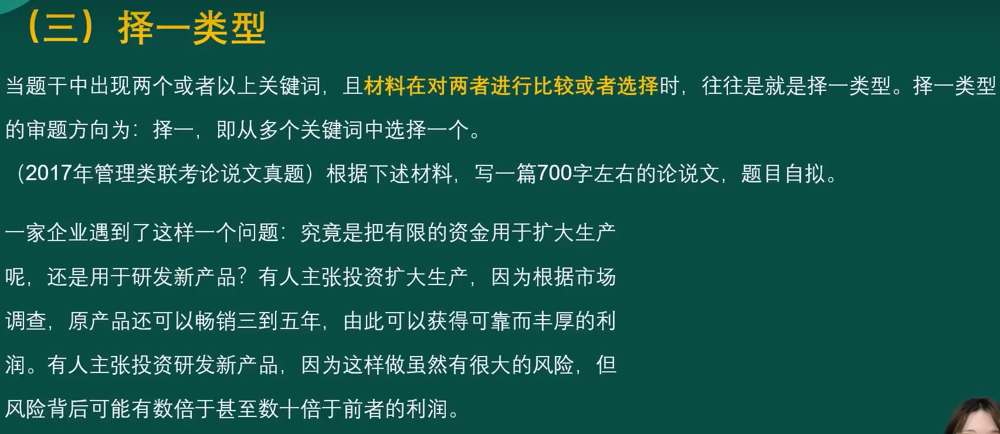 （三）择一类型
当题干中出现两个或者以上关键词，且材料在对两者进行比较或者选择时，往往是就是择一类型。择一类型
的审题方向为：择一，即从多个关键词中选择一个。
（2017年管理类联考论说文真题）根据下述材料，写一篇700字左右的论说文，题目自拟。
一家企业遇到了这样一个问题：究竟是把有限的资金用于扩大生产
呢，还是用于研发新产品？有人主张投资扩大生产，因为根据市场
调查，原产品还可以畅销三到五年，由此可以获得可靠而丰厚的利
润。有人主张投资研发新产品，因为这样做虽然有很大的风险，但
风险背后可能有数倍于甚至数十倍于前者的利润。